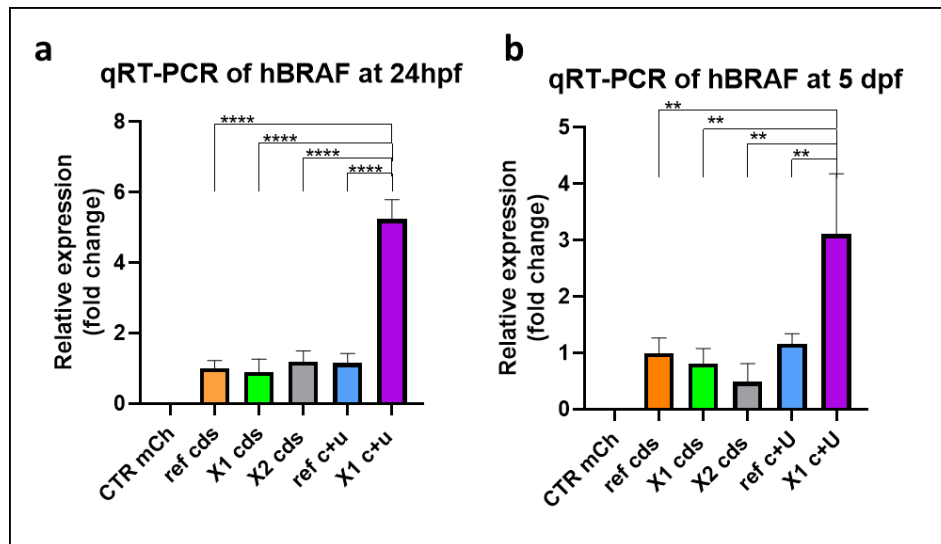 a
qRT-PCR of hBRAF at 24hpf
Relative expression
(fold change)
8
6
4
2
0
****
****
****
****
CTR mCh
ref cds
X1 cds
X2 cds
ref c+u
X1 c+u
b
qRT-PCR of hBRAF at 5 dpf
Relative expression
(fold change)
5
4
3
2
1
0
**
**
**
**
CTR mCh
ref cds
X1 cds
X2 cds
ref c+U
X1 c+U